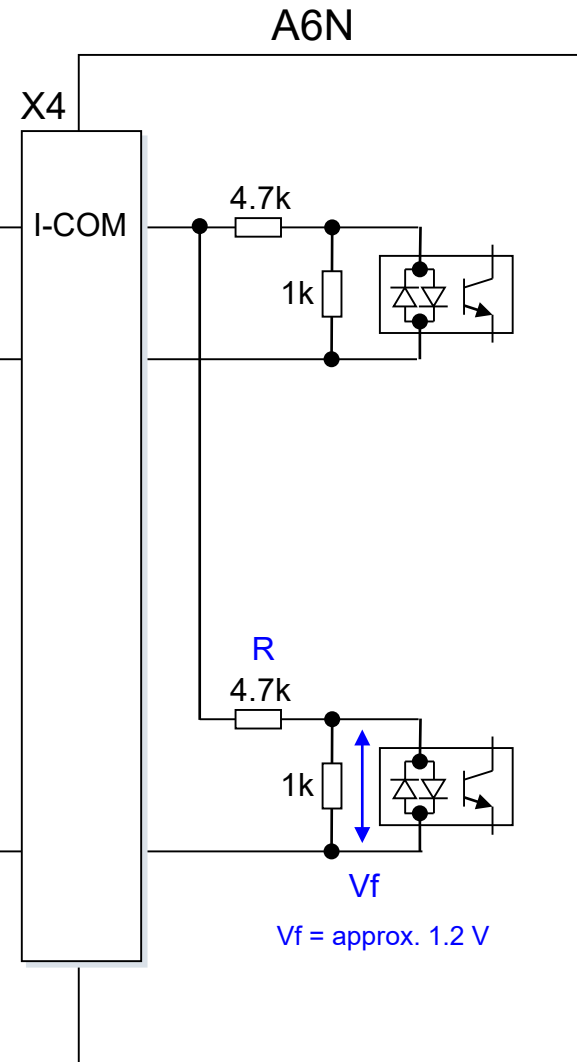 A6N
X4
I-COM
4.7k
1k
R
4.7k
1k
Vf
Vf = approx. 1.2 V